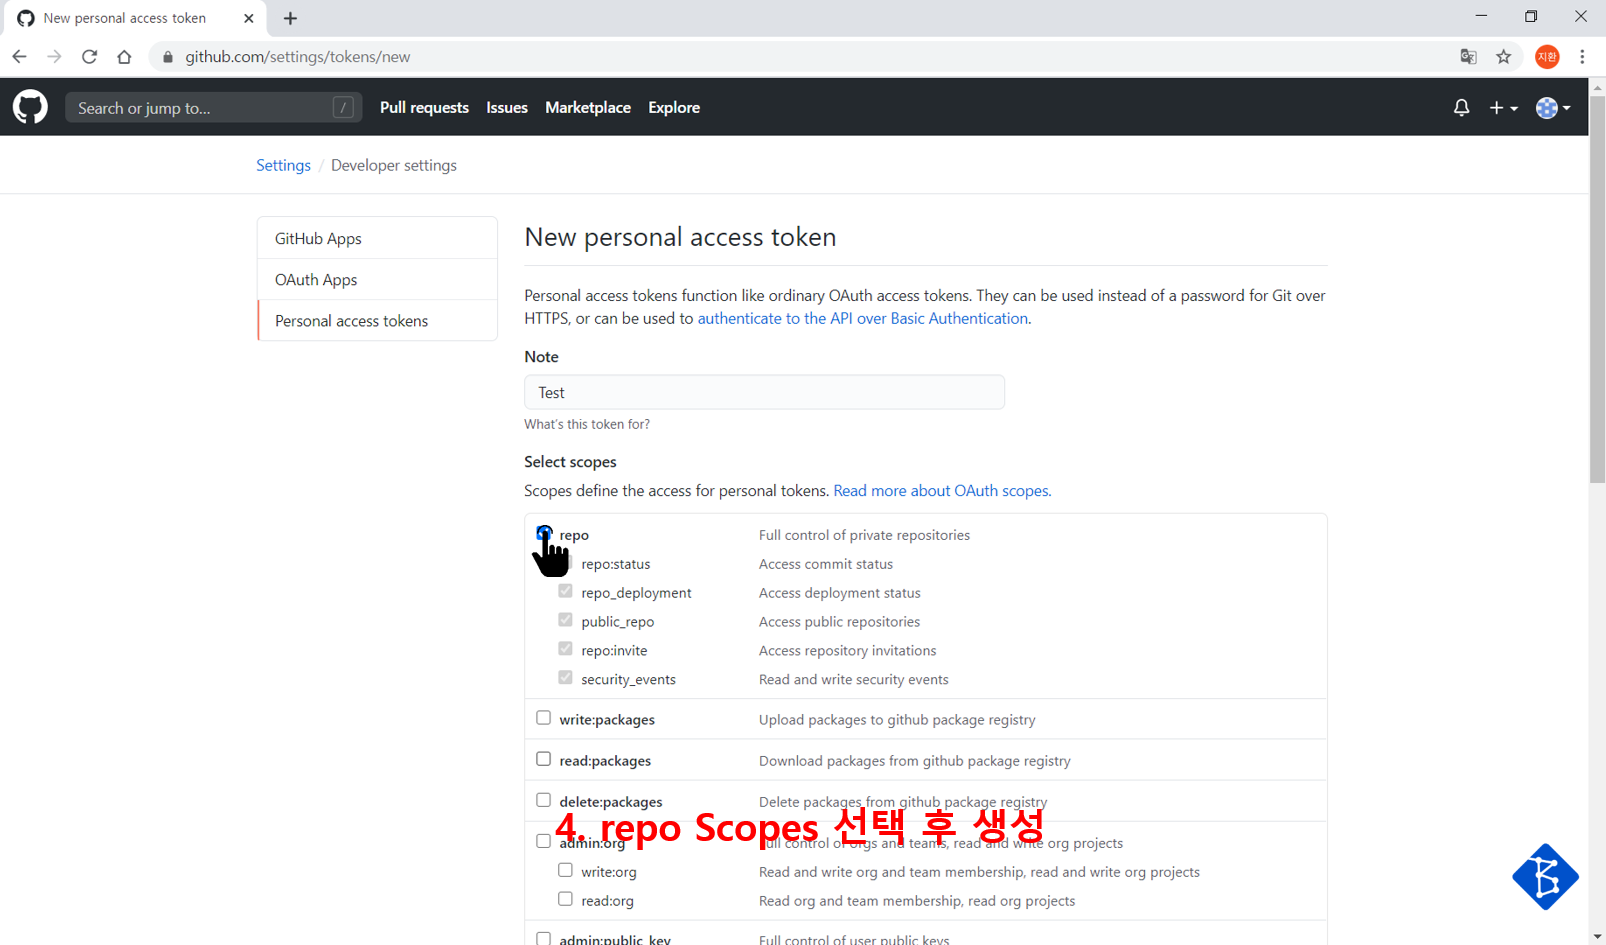 New personal access token
github.com/settings/tokens/new
지환
Search or jump to...
/
Pull requests
Issues
Marketplace
Explore
Settings / Developer settings
GitHub Apps
OAuth Apps
Personal access tokens
New personal access token
Personal access tokens function like ordinary OAuth access tokens. They can be used instead of a password for Git over
HTTPS, or can be used to authenticate to the API over Basic Authentication.
Note
Test
What's this token for?
Select scopes
Scopes define the access for personal tokens. Read more about OAuth scopes.
repo Full control of private repositories
repo:status Access commit status
repo_deployment Access deployment status
public_repo Access public repositories
repo:invite Access repository invitations
security_events Read and write security events
write:packages Upload packages to github package registry
read:packages Download packages from github package registry
delete:packages Delete packages from github package registry
4. repo Scopes 선택 후 생성
admin:org Full control of orgs and teams, read and write org projects
write:org Read and write org and team membership, read and write org projects
read:org Read org and team membership, read org projects
admin:public_key Full control of user public keys